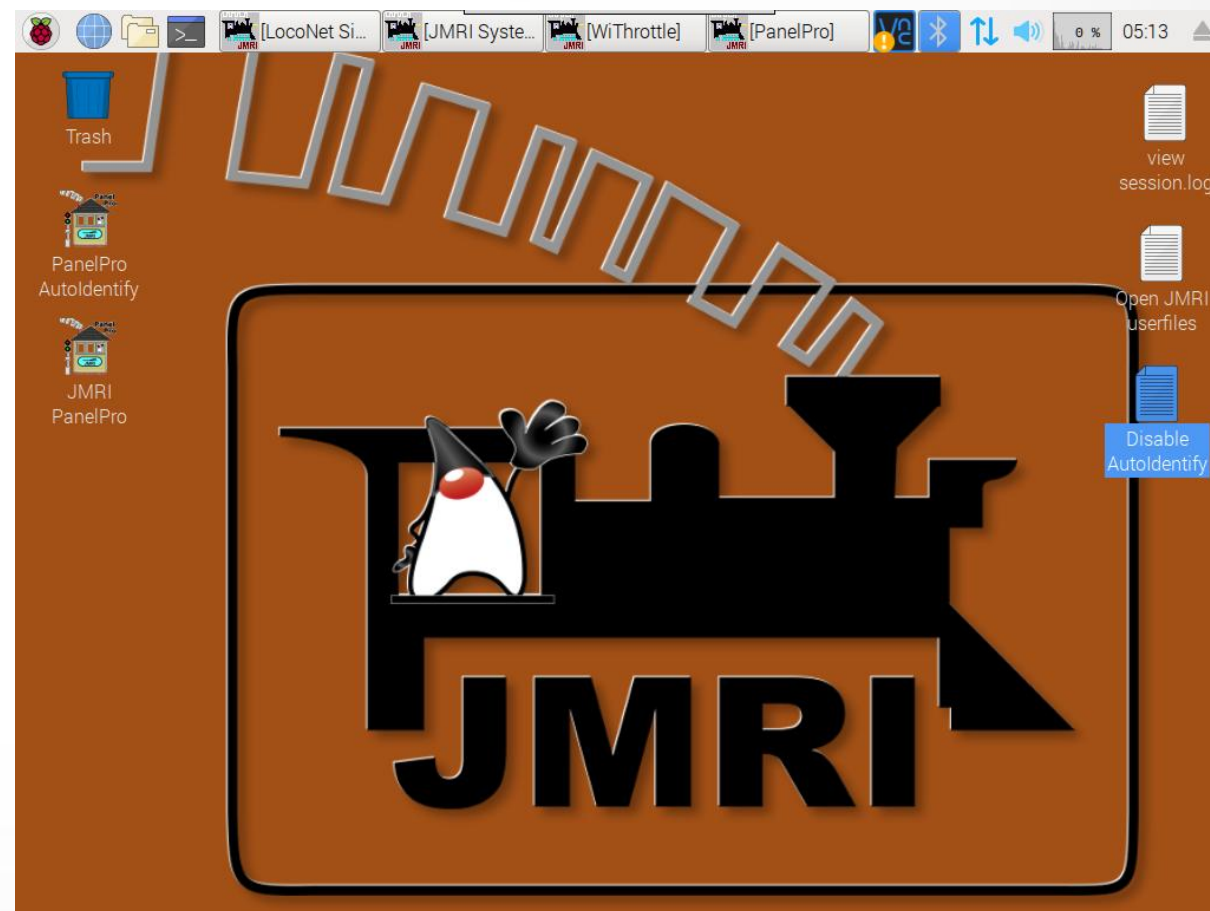 [LocoNet Si...
[JMRI Syste...
[WiThrottle]
[PanelPro]
0 %
05:13
Trash
PanelPro
AutoIdentify
JMRI
PanelPro
view
session.log
Open JMRI
userfiles
Disable
AutoIdentify
JMRI